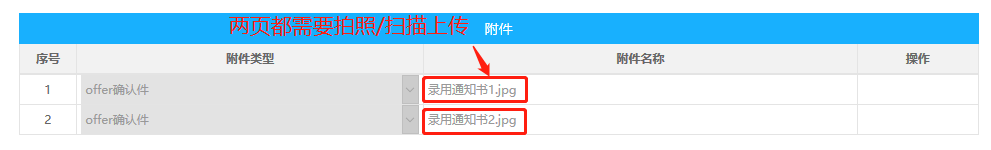 两页都需要拍照/扫描上传 附件
序号 附件类型 附件名称 操作
1 offer确认件 录用通知书1.jpg
2 offer确认件 录用通知书2.jpg